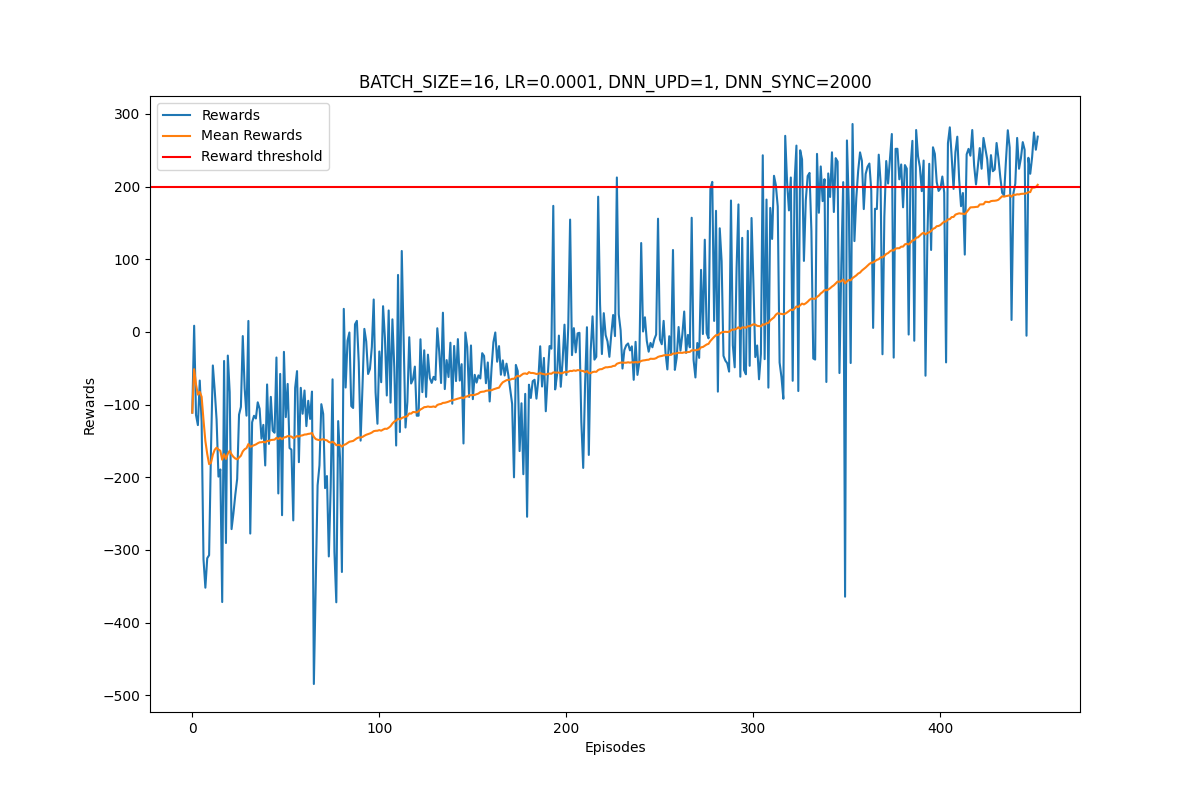 BATCH_SIZE=16, LR=0.0001, DNN_UPD=1, DNN_SYNC=2000
Rewards
Mean Rewards
Reward threshold
300
200
100
0
−100
−200
−300
−400
−500
Rewards
0
100
200
300
400
Episodes